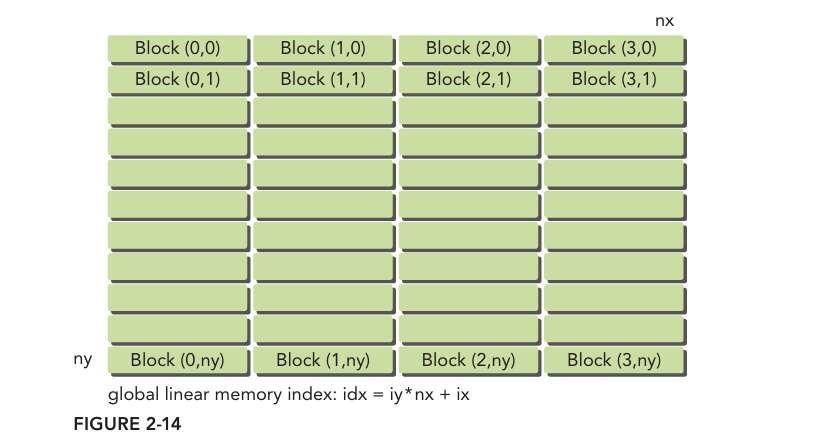 nx
Block (0,0) Block (1,0) Block (2,0) Block (3,0)
Block (0,1) Block (1,1) Block (2,1) Block (3,1)
ny Block (0,ny) Block (1,ny) Block (2,ny) Block (3,ny)
global linear memory index: idx = iy*nx + ix
FIGURE 2-14